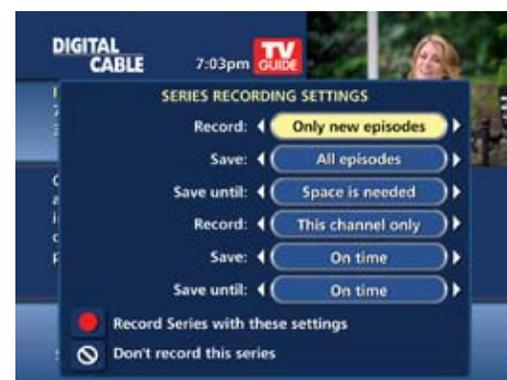 DIGITAL
CABLE
7:03pm
TV
GUIDE
SERIES RECORDING SETTINGS
Record: Only new episodes
Save: All episodes
Save until: Space is needed
Record: This channel only
Save: On time
Save until: On time
Record Series with these settings
Don't record this series